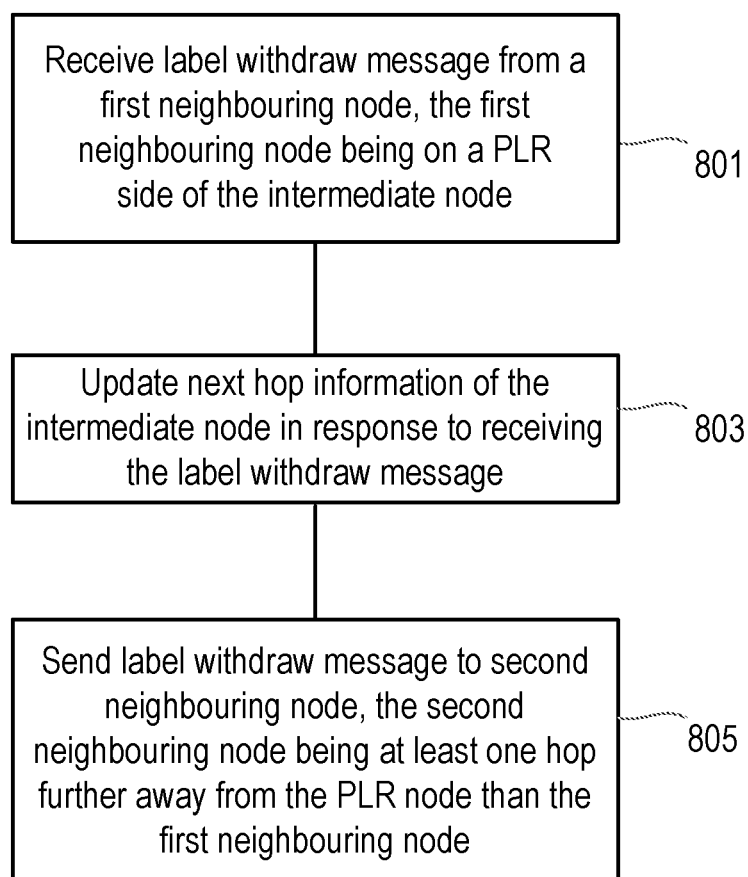 Receive label withdraw message from a
first neighbouring node, the first
neighbouring node being on a PLR
side of the intermediate node
801
Update next hop information of the
intermediate node in response to receiving
the label withdraw message
803
Send label withdraw message to second
neighbouring node, the second
neighbouring node being at least one hop
further away from the PLR node than the
first neighbouring node
805